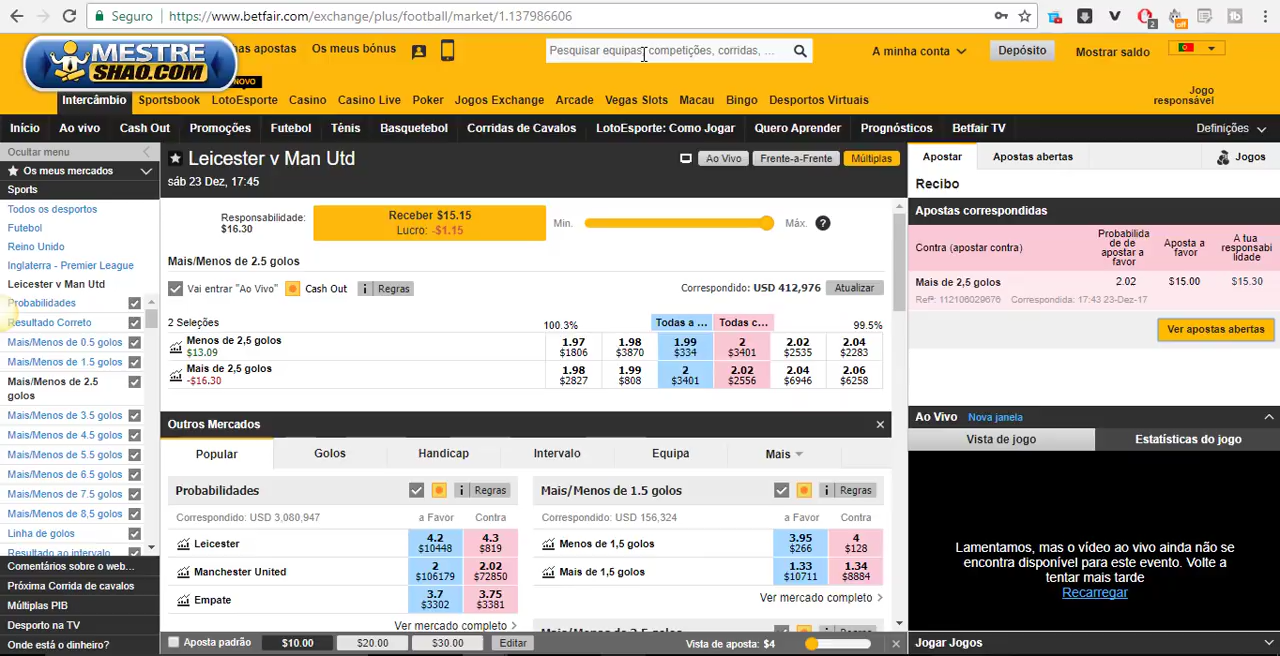 Seguro
https://www.betfair.com/exchange/plus/football/market/1.137986606
MESTRE
SHAO.COM
as apostas
Os meus bónus
Pesquisar equipas, competições, corridas, ...
A minha conta
Depósito
Mostrar saldo
NOVO
Intercâmbio
Sportsbook
LotoEsporte
Casino
Casino Live
Poker
Jogos Exchange
Arcade
Vegas Slots
Macau
Bingo
Desportos Virtuais
Jogo
responsável
Início
Ao vivo
Cash Out
Promoções
Futebol
Ténis
Basquetebol
Corridas de Cavalos
LotoEsporte: Como Jogar
Quero Aprender
Prognósticos
Betfair TV
Definições
Ocultar menu
Os meus mercados
Sports
Todos os desportos
Futebol
Reino Unido
Inglaterra - Premier League
Leicester v Man Utd
Probabilidades
Resultado Correto
Mais/Menos de 0.5 golos
Mais/Menos de 1.5 golos
Mais/Menos de 2.5
golos
Mais/Menos de 3.5 golos
Mais/Menos de 4.5 golos
Mais/Menos de 5.5 golos
Mais/Menos de 6.5 golos
Mais/Menos de 7.5 golos
Mais/Menos de 8,5 golos
Linha de golos
Resultado ao intervalo
Comentários sobre o web...
Próxima Corrida de cavalos
Múltiplas PIB
Desporto na TV
Onde está o dinheiro?
Leicester v Man Utd
sáb 23 Dez, 17:45
Ao Vivo
Frente-a-Frente
Múltiplas
Responsabilidade:
$16.30
Receber $15.15
Lucro: -$1.15
Min.
Máx.
?
Mais/Menos de 2.5 golos
Vai entrar "Ao Vivo"
Cash Out
i Regras
Correspondido: USD 412,976
Atualizar
2 Seleções
100.3%
Todas a ...
Todas c...
99.5%
Menos de 2,5 golos
$13.09
1.97 1.98 1.99 2 2.02 2.04
$1806 $3870 $334 $3401 $2535 $2283
Mais de 2,5 golos
-$16.30
1.98 1.99 2 2.02 2.04 2.06
$2827 $808 $3401 $2556 $6946 $6258
Outros Mercados
Popular
Golos
Handicap
Intervalo
Equipa
Mais
Probabilidades
i Regras
Correspondido: USD 3,080,947
a Favor
Contra
Leicester
4.2 4.3
$10448 $819
Manchester United
2 2.02
$106179 $72850
Empate
3.7 3.75
$3302 $3381
Ver mercado completo
Mais/Menos de 1.5 golos
i Regras
Correspondido: USD 156,324
a Favor
Contra
Menos de 1,5 golos
3.95 4
$266 $128
Mais de 1,5 golos
1.33 1.34
$10711 $8884
Ver mercado completo
Aposta padrão
$10.00
$20.00
$30.00
Editar
Vista de aposta: $4
Apostar
Apostas abertas
Jogos
Recibo
Apostas correspondidas
Contra (apostar contra)
Probabilida
de de
apostar a
favor
Aposta a
favor
A tua
responsabi
lidade
Mais de 2,5 golos
2.02
$15.00
$15.30
Refª: 112106029676
Correspondida: 17:43 23-Dez-17
Ver apostas abertas
Ao Vivo
Nova janela
Vista de jogo
Estatísticas do jogo
Lamentamos, mas o vídeo ao vivo ainda não se
encontra disponível para este evento. Volte a
tentar mais tarde
Recarregar
Jogar Jogos